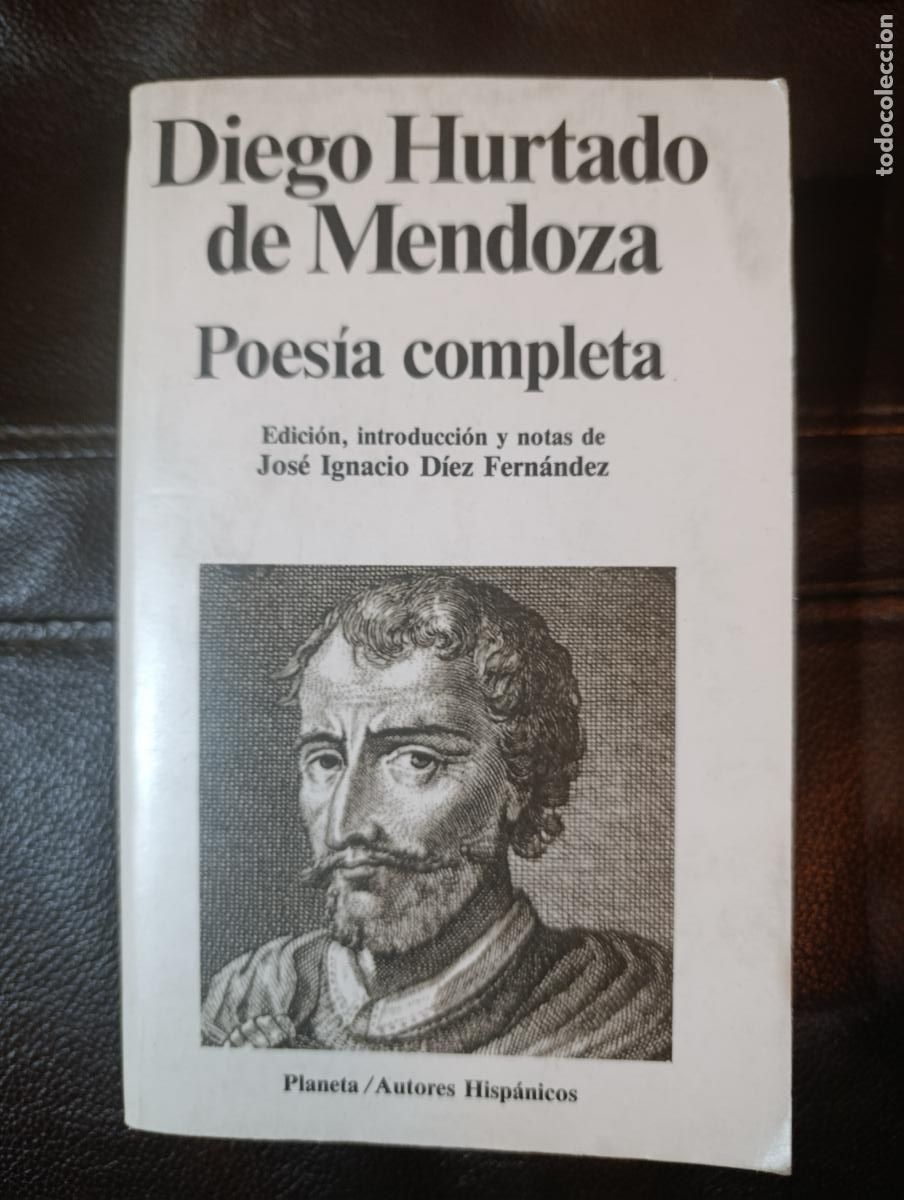 Diego Hurtado
de Mendoza
Poesía completa
Edición, introducción y notas de
José Ignacio Díez Fernández
Planeta/Autores Hispánicos
todocoleccion